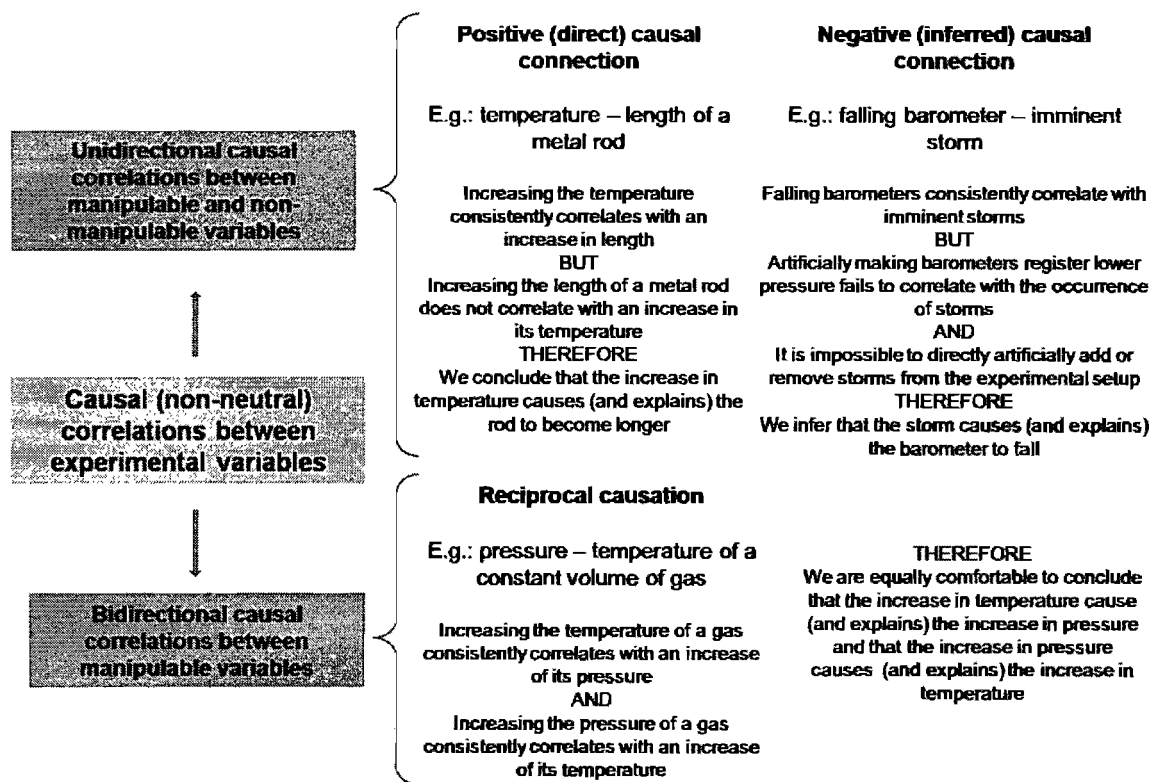 Positive (direct) causal
connection
E.g.: temperature – length of a
metal rod
Increasing the temperature
consistently correlates with an
increase in length
BUT
Increasing the length of a metal rod
does not correlate with an increase in
its temperature
THEREFORE
We conclude that the increase in
temperature causes (and explains) the
rod to become longer
Negative (inferred) causal
connection
E.g.: falling barometer – imminent
storm
Falling barometers consistently correlate with
imminent storms
BUT
Artificially making barometers register lower
pressure fails to correlate with the occurrence
of storms
AND
It is impossible to directly artificially add or
remove storms from the experimental setup
THEREFORE
We infer that the storm causes (and explains)
the barometer to fall
Unidirectional causal
correlations between
manipulable and non-
manipulable variables
Causal (non-neutral)
correlations between
experimental variables
Bidirectional causal
correlations between
manipulable variables
Reciprocal causation
E.g.: pressure – temperature of a
constant volume of gas
Increasing the temperature of a gas
consistently correlates with an increase
of its pressure
AND
Increasing the pressure of a gas
consistently correlates with an increase
of its temperature
THEREFORE
We are equally comfortable to conclude
that the increase in temperature cause
(and explains) the increase in pressure
and that the increase in pressure
causes (and explains) the increase in
temperature